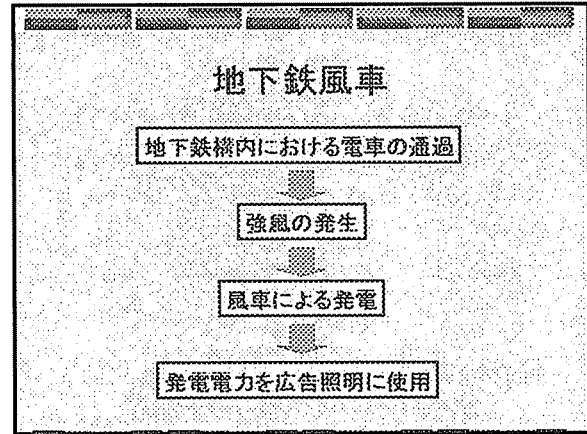 地下鉄風車
地下鉄構内における電車の通過
強風の発生
風車による発電
発電電力を広告照明に使用